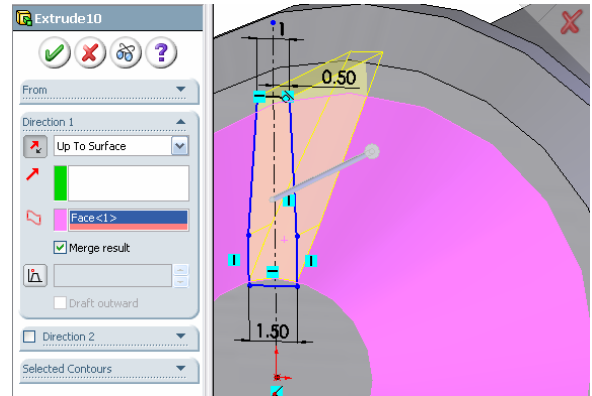 Extrude10
?
From
Direction 1
Up To Surface
Face<1>
Merge result
Draft outward
Direction 2
Selected Contours
1
0.50
1.50